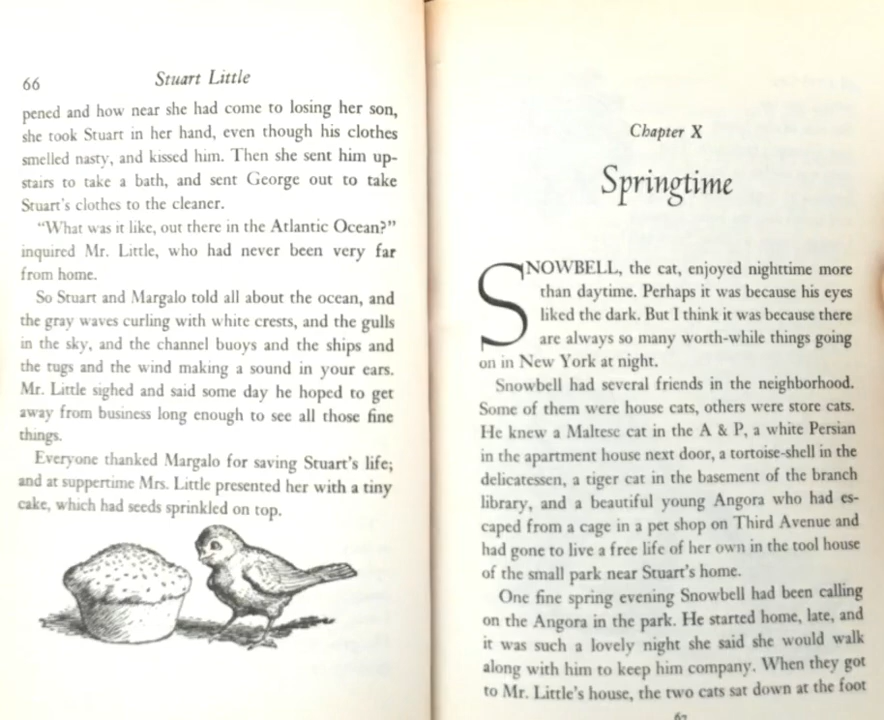 66
Stuart Little
pened and how near she had come to losing her son,
she took Stuart in her hand, even though his clothes
smelled nasty, and kissed him. Then she sent him up-
stairs to take a bath, and sent George out to take
Stuart's clothes to the cleaner.
"What was it like, out there in the Atlantic Ocean?"
inquired Mr. Little, who had never been very far
from home.
So Stuart and Margalo told all about the ocean, and
the gray waves curling with white crests, and the gulls
in the sky, and the channel buoys and the ships and
the tugs and the wind making a sound in your ears.
Mr. Little sighed and said some day he hoped to get
away from business long enough to see all those fine
things.
Everyone thanked Margalo for saving Stuart's life;
and at suppertime Mrs. Little presented her with a tiny
cake, which had seeds sprinkled on top.
Chapter X
Springtime
SNOWBELL, the cat, enjoyed nighttime more
than daytime. Perhaps it was because his eyes
liked the dark. But I think it was because there
are always so many worth-while things going
on in New York at night.
Snowbell had several friends in the neighborhood.
Some of them were house cats, others were store cats.
He knew a Maltese cat in the A & P, a white Persian
in the apartment house next door, a tortoise-shell in the
delicatessen, a tiger cat in the basement of the branch
library, and a beautiful young Angora who had es-
caped from a cage in a pet shop on Third Avenue and
had gone to live a free life of her own in the tool house
of the small park near Stuart's home.
One fine spring evening Snowbell had been calling
on the Angora in the park. He started home, late, and
it was such a lovely night she said she would walk
along with him to keep him company. When they got
to Mr. Little's house, the two cats sat down at the foot